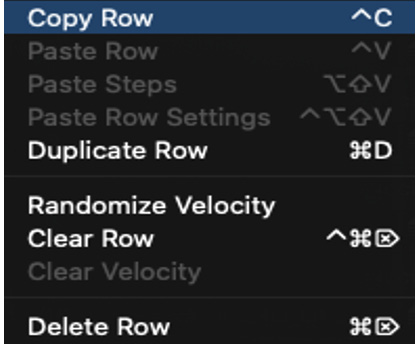 Copy Row ^C
Paste Row ^V
Paste Steps ⌥⇧V
Paste Row Settings ^⌥⇧V
Duplicate Row ⌘D
Randomize Velocity
Clear Row ^⌘⌦
Clear Velocity
Delete Row ⌘⌦